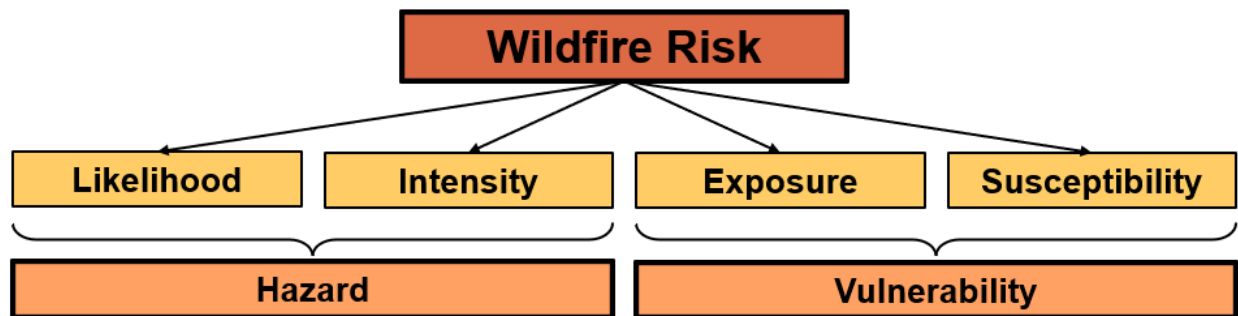 Wildfire Risk
Likelihood
Intensity
Exposure
Susceptibility
Hazard
Vulnerability